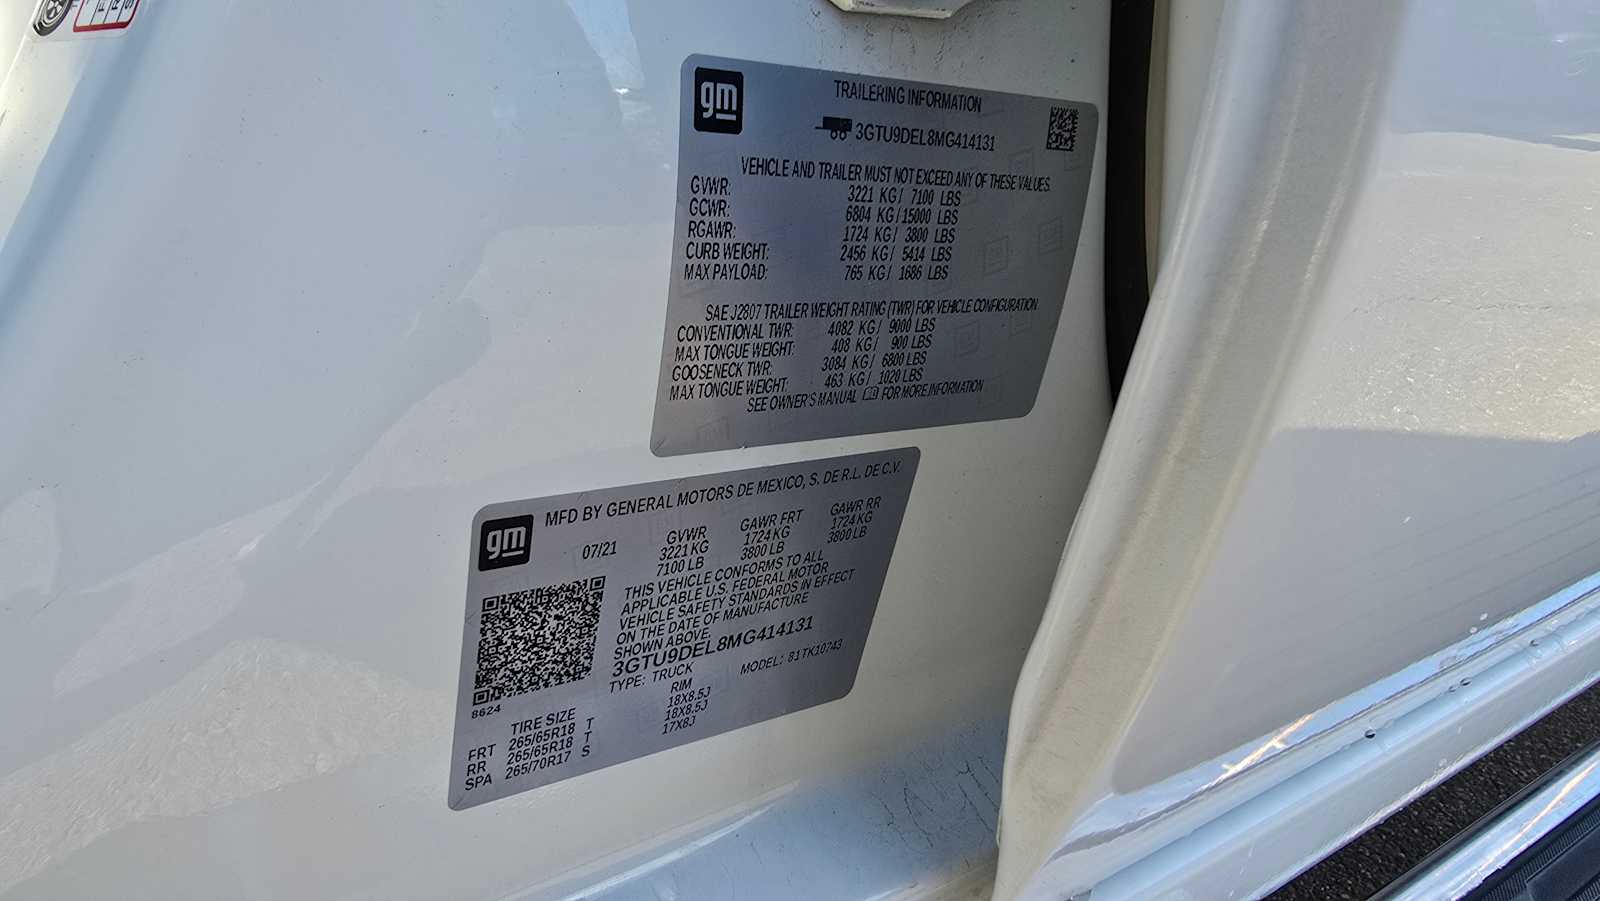 gm
TRAILERING INFORMATION
3GTU9DEL8MG414131
VEHICLE AND TRAILER MUST NOT EXCEED ANY OF THESE VALUES.
GVWR: 3221 KG / 7100 LBS
GCWR: 6804 KG / 15000 LBS
RGAWR: 1724 KG / 3800 LBS
CURB WEIGHT: 2456 KG / 5414 LBS
MAX PAYLOAD: 765 KG / 1686 LBS
SAE J2807 TRAILER WEIGHT RATING (TWR) FOR VEHICLE CONFIGURATION
CONVENTIONAL TWR: 4082 KG / 9000 LBS
MAX TONGUE WEIGHT: 408 KG / 900 LBS
GOOSENECK TWR: 3084 KG / 6800 LBS
MAX TONGUE WEIGHT: 463 KG / 1020 LBS
SEE OWNER'S MANUAL FOR MORE INFORMATION
gm
MFD BY GENERAL MOTORS DE MEXICO, S. DE R.L. DE C.V.
07/21 GVWR GAWR FRT GAWR RR
3221 KG 1724 KG 1724 KG
7100 LB 3800 LB 3800 LB
THIS VEHICLE CONFORMS TO ALL
APPLICABLE U.S. FEDERAL MOTOR
VEHICLE SAFETY STANDARDS IN EFFECT
ON THE DATE OF MANUFACTURE
SHOWN ABOVE.
3GTU9DEL8MG414131
TYPE: TRUCK MODEL: 81TK10743
8624
TIRE SIZE RIM
FRT 265/65R18 T 18X8.5J
RR 265/65R18 T 18X8.5J
SPA 265/70R17 S 17X8J